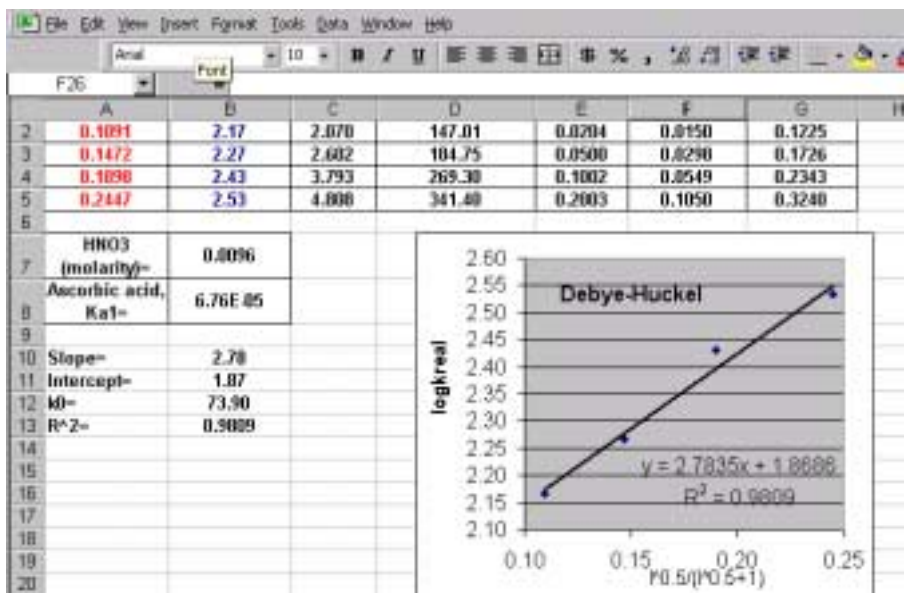 File Edit View Insert Format Tools Data Window Help
Arial 10 B I U $ % ,
Font
F26 =
A B C D E F G H
2 0.1091 2.17 2.070 147.01 0.0204 0.0150 0.1225
3 0.1472 2.27 2.602 184.75 0.0500 0.0298 0.1726
4 0.1898 2.43 3.793 269.30 0.1002 0.0549 0.2343
5 0.2447 2.53 4.808 341.40 0.2003 0.1050 0.3240
6
7 HNO3 (molarity)= 0.0096
8 Ascorbic acid, Ka1= 6.76E-05
9
10 Slope= 2.78
11 Intercept= 1.87
12 k0= 73.90
13 R^2= 0.9809
14
15
16
17
18
19
20
Debye-Huckel
logkreal
2.60
2.55
2.50
2.45
2.40
2.35
2.30
2.25
2.20
2.15
2.10
y = 2.7835x + 1.8686
R² = 0.9809
0.10 0.15 0.20 0.25
I^0.5/(I^0.5+1)